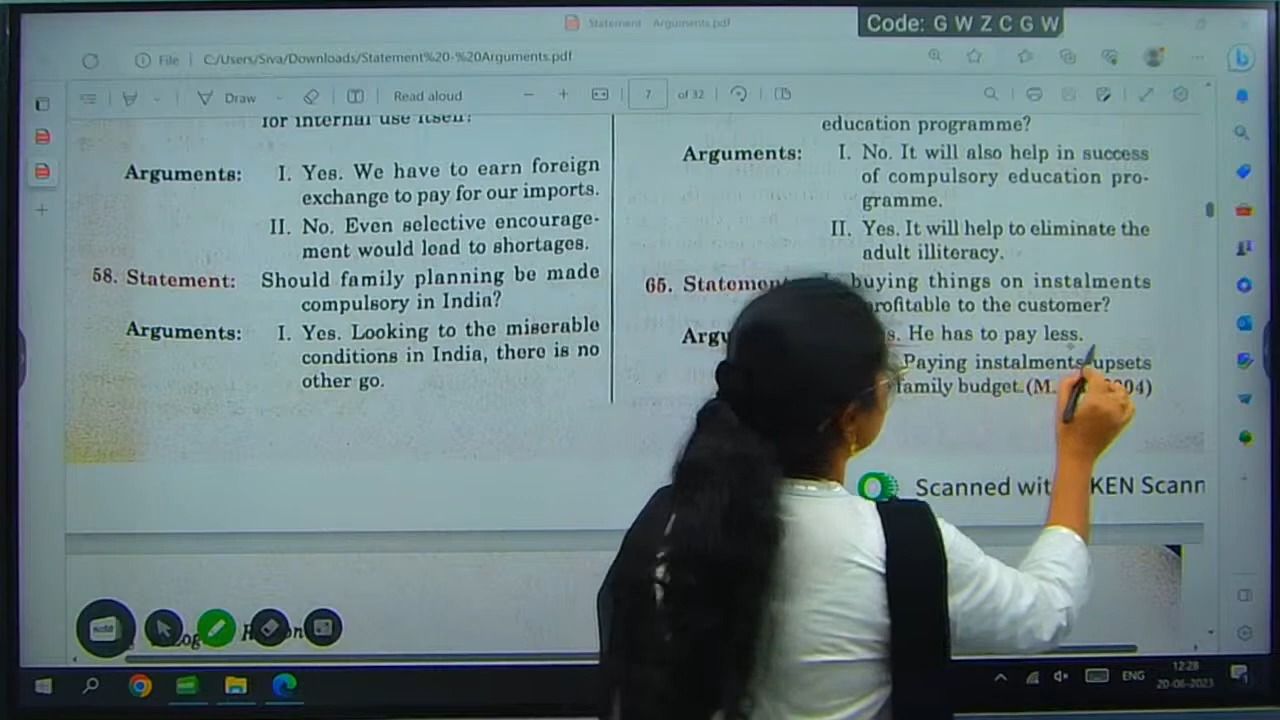 Statement Arguments.pdf
Code: G W Z C G W
File C:/Users/Siva/Downloads/Statement%20-%20Arguments.pdf
Draw Read aloud 7 of 32
for internal use itself?
Arguments: I. Yes. We have to earn foreign
exchange to pay for our imports.
II. No. Even selective encourage-
ment would lead to shortages.
58. Statement: Should family planning be made
compulsory in India?
Arguments: I. Yes. Looking to the miserable
conditions in India, there is no
other go.
education programme?
Arguments: I. No. It will also help in success
of compulsory education pro-
gramme.
II. Yes. It will help to eliminate the
adult illiteracy.
65. Statement buying things on instalments
profitable to the customer?
He has to pay less.
Paying instalments upsets
family budget. (M.
Scanned with KEN Scann
note
ENG
12:28
20-06-2023